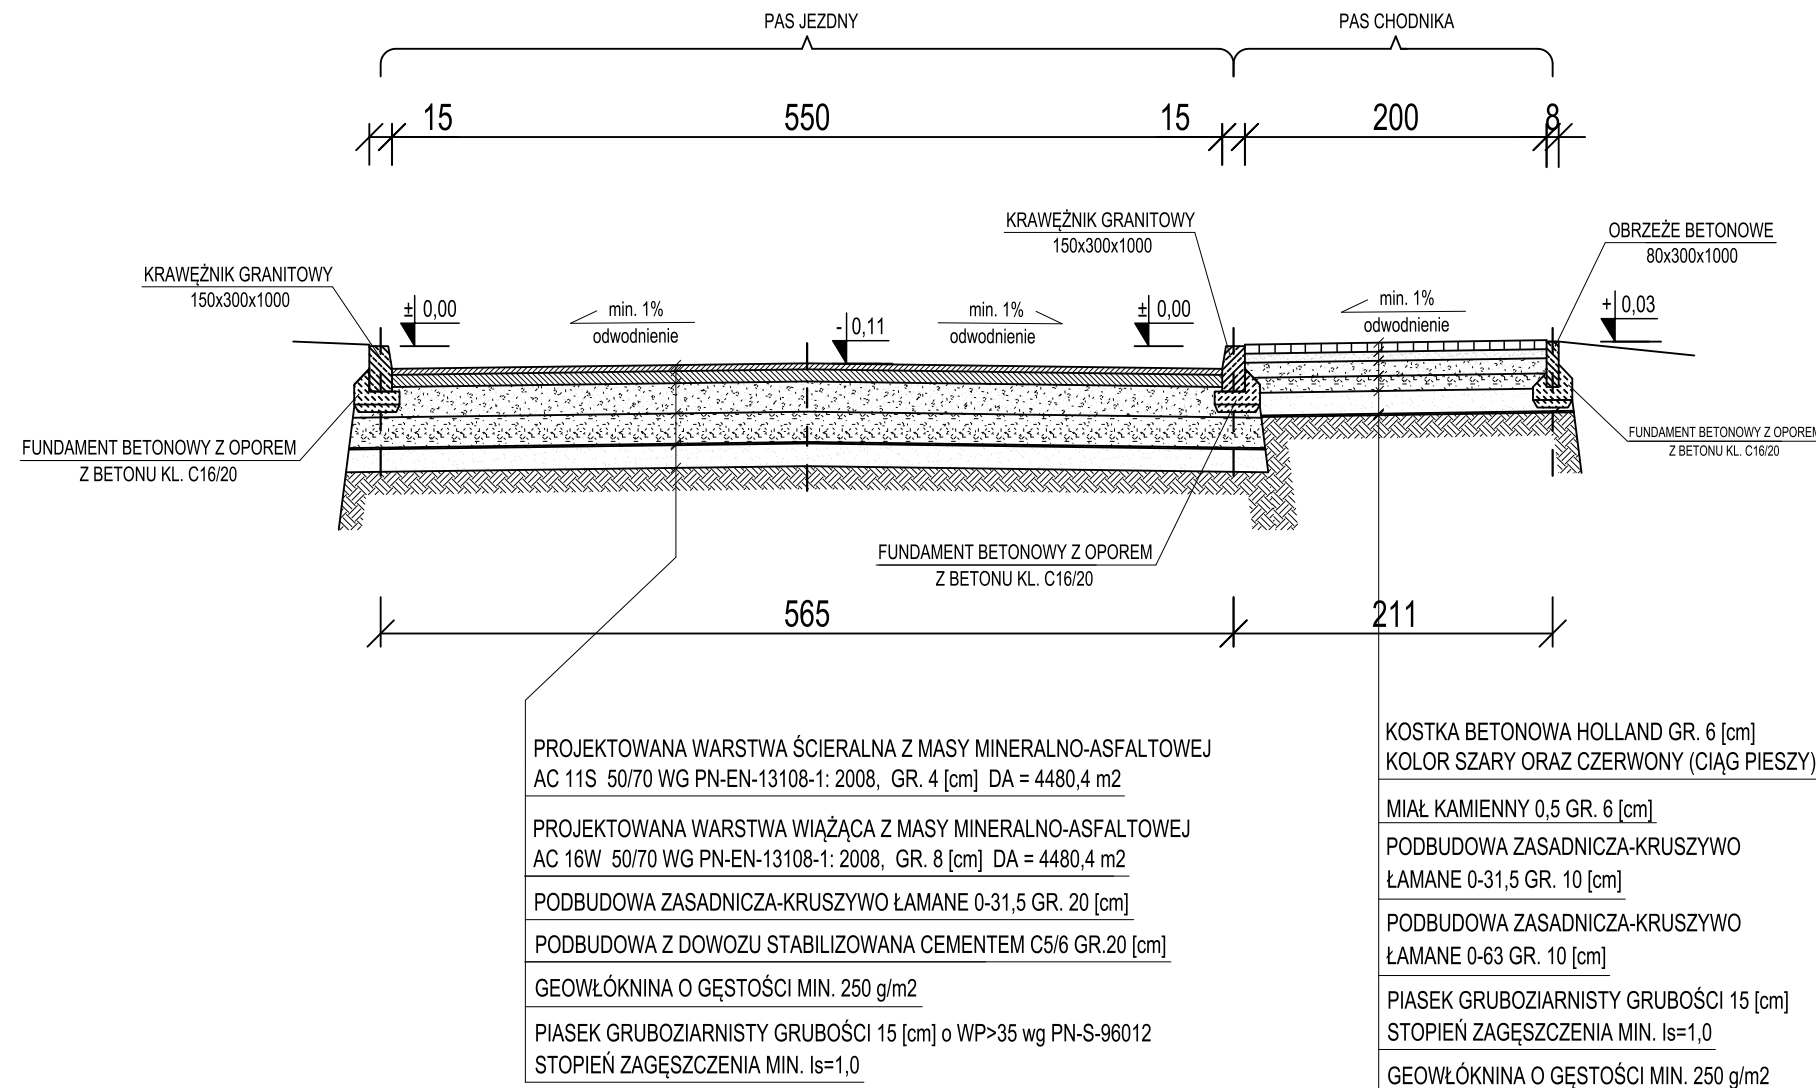 PAS JEZDNY
PAS CHODNIKA
15
550
15
200
8
KRAWĘŻNIK GRANITOWY
150x300x1000
KRAWĘŻNIK GRANITOWY
150x300x1000
OBRZEŻE BETONOWE
80x300x1000
± 0,00
min. 1%
odwodnienie
- 0,11
min. 1%
odwodnienie
± 0,00
min. 1%
odwodnienie
+ 0,03
FUNDAMENT BETONOWY Z OPOREM
Z BETONU KL. C16/20
FUNDAMENT BETONOWY Z OPOREM
Z BETONU KL. C16/20
FUNDAMENT BETONOWY Z OPOREM
Z BETONU KL. C16/20
565
211
PROJEKTOWANA WARSTWA ŚCIERALNA Z MASY MINERALNO-ASFALTOWEJ
AC 11S 50/70 WG PN-EN-13108-1: 2008, GR. 4 [cm] DA = 4480,4 m2
PROJEKTOWANA WARSTWA WIĄŻĄCA Z MASY MINERALNO-ASFALTOWEJ
AC 16W 50/70 WG PN-EN-13108-1: 2008, GR. 8 [cm] DA = 4480,4 m2
PODBUDOWA ZASADNICZA-KRUSZYWO ŁAMANE 0-31,5 GR. 20 [cm]
PODBUDOWA Z DOWOZU STABILIZOWANA CEMENTEM C5/6 GR.20 [cm]
GEOWŁÓKNINA O GĘSTOŚCI MIN. 250 g/m2
PIASEK GRUBOZIARNISTY GRUBOŚCI 15 [cm] o WP>35 wg PN-S-96012
STOPIEŃ ZAGĘSZCZENIA MIN. Is=1,0
KOSTKA BETONOWA HOLLAND GR. 6 [cm]
KOLOR SZARY ORAZ CZERWONY (CIĄG PIESZY)
MIAŁ KAMIENNY 0,5 GR. 6 [cm]
PODBUDOWA ZASADNICZA-KRUSZYWO
ŁAMANE 0-31,5 GR. 10 [cm]
PODBUDOWA ZASADNICZA-KRUSZYWO
ŁAMANE 0-63 GR. 10 [cm]
PIASEK GRUBOZIARNISTY GRUBOŚCI 15 [cm]
STOPIEŃ ZAGĘSZCZENIA MIN. Is=1,0
GEOWŁÓKNINA O GĘSTOŚCI MIN. 250 g/m2